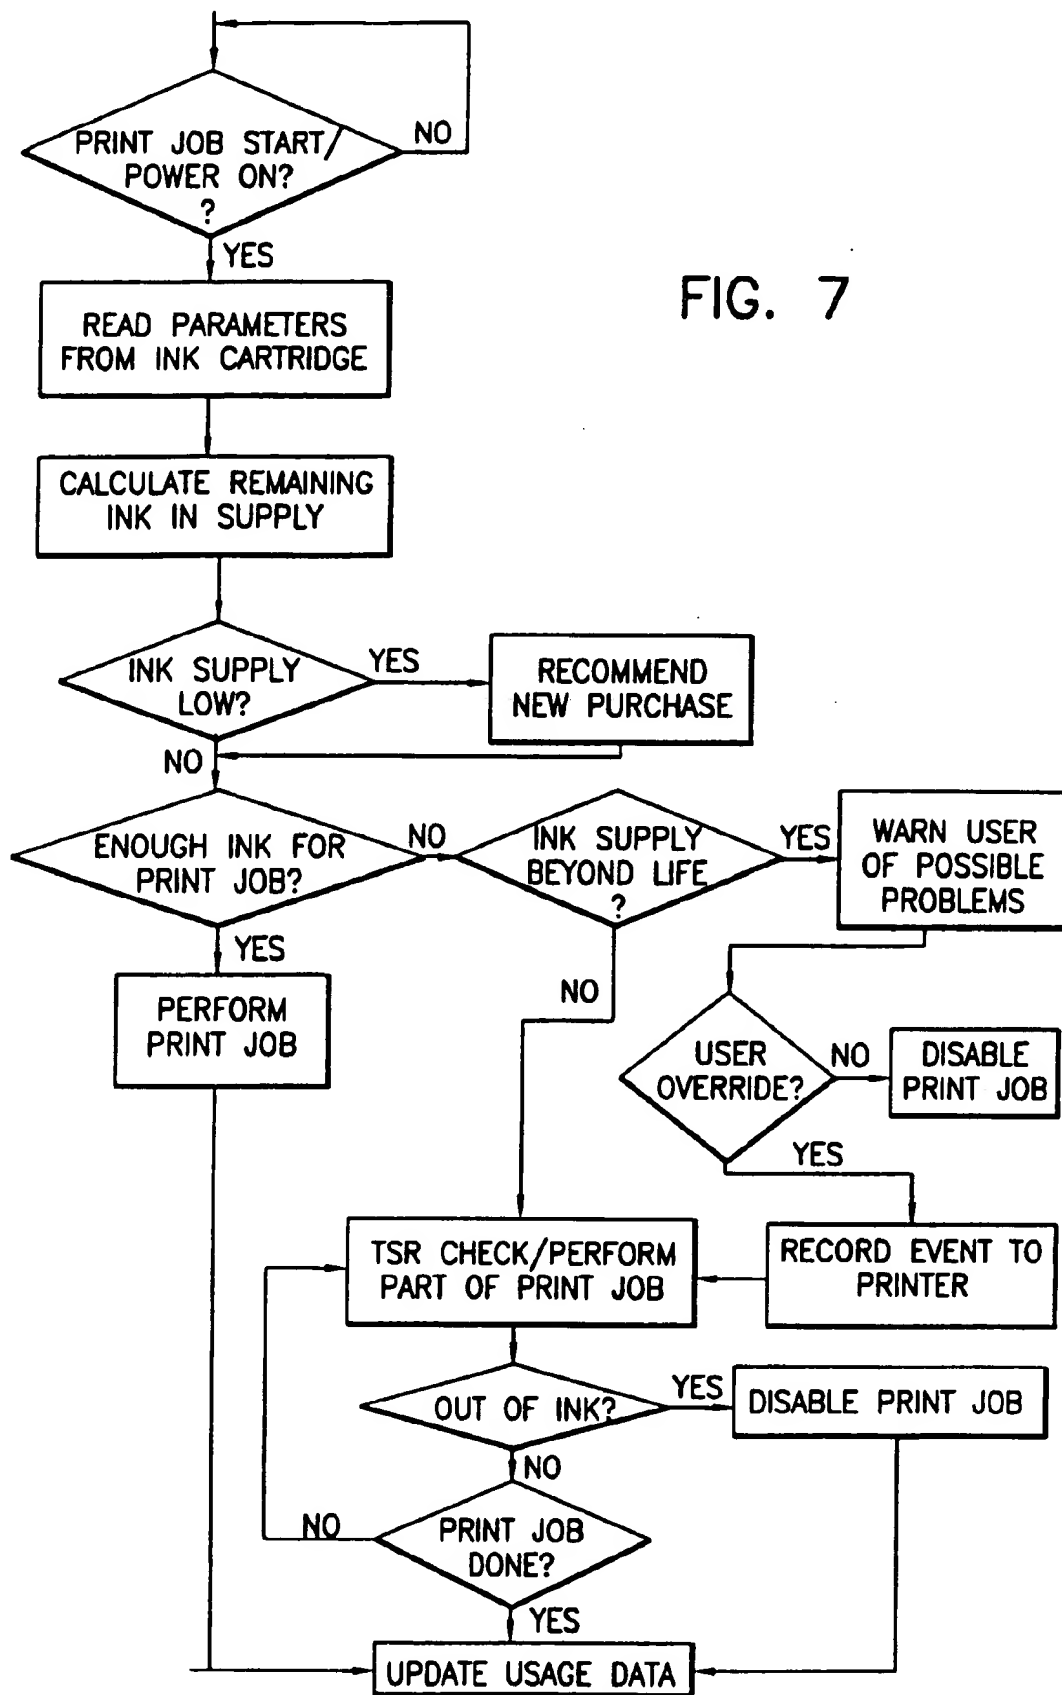 PRINT JOB START/
POWER ON?
?
NO
YES
FIG. 7
READ PARAMETERS
FROM INK CARTRIDGE
CALCULATE REMAINING
INK IN SUPPLY
INK SUPPLY
LOW?
YES
RECOMMEND
NEW PURCHASE
NO
ENOUGH INK FOR
PRINT JOB?
NO
INK SUPPLY
BEYOND LIFE
?
YES
WARN USER
OF POSSIBLE
PROBLEMS
YES
PERFORM
PRINT JOB
NO
USER
OVERRIDE?
NO
DISABLE
PRINT JOB
YES
TSR CHECK/PERFORM
PART OF PRINT JOB
RECORD EVENT TO
PRINTER
OUT OF INK?
YES
DISABLE PRINT JOB
NO
PRINT JOB
DONE?
NO
YES
UPDATE USAGE DATA